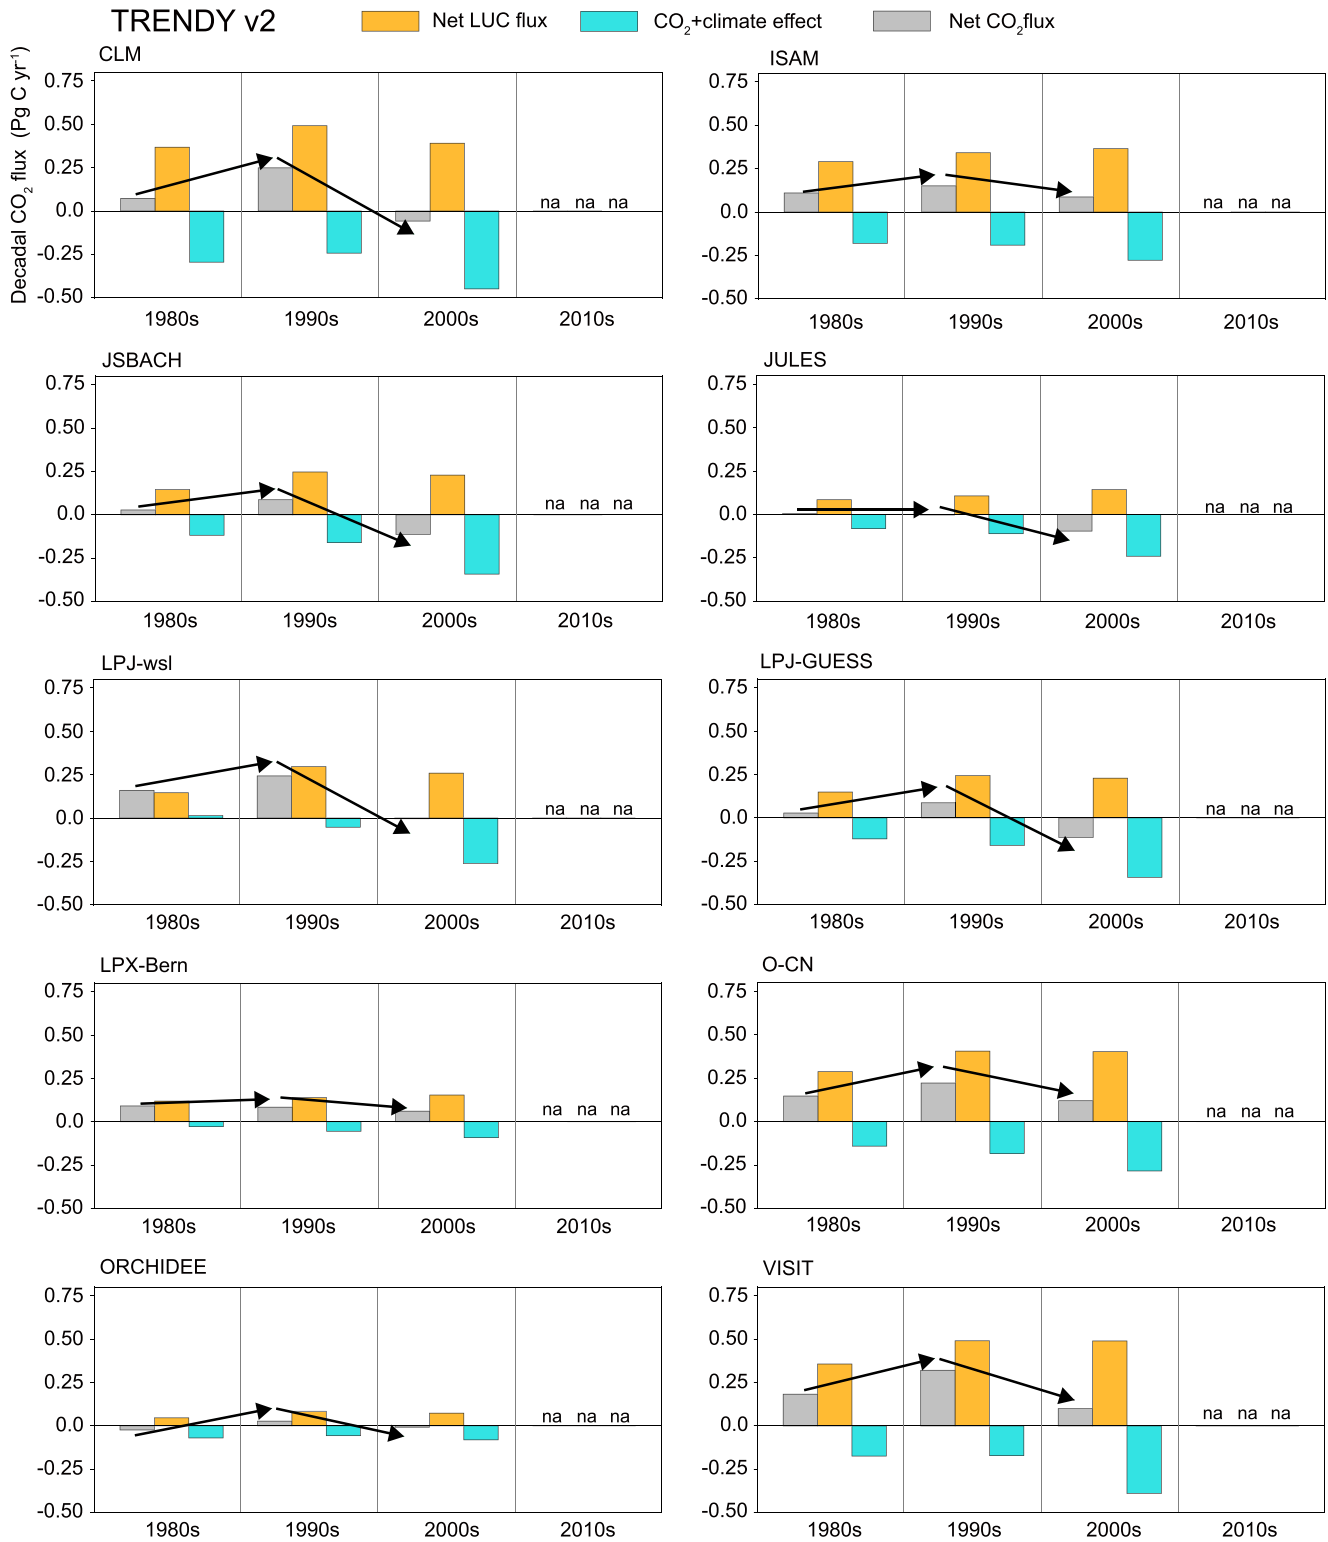 TRENDY v2
Net LUC flux
CO2+climate effect
Net CO2flux
Decadal CO2 flux (Pg C yr-1)
CLM
0.75
0.50
0.25
0.0
-0.25
-0.50
na na na
1980s 1990s 2000s 2010s
ISAM
0.75
0.50
0.25
0.0
-0.25
-0.50
na na na
1980s 1990s 2000s 2010s
JSBACH
0.75
0.50
0.25
0.0
-0.25
-0.50
na na na
1980s 1990s 2000s 2010s
JULES
0.75
0.50
0.25
0.0
-0.25
-0.50
na na na
1980s 1990s 2000s 2010s
LPJ-wsl
0.75
0.50
0.25
0.0
-0.25
-0.50
na na na
1980s 1990s 2000s 2010s
LPJ-GUESS
0.75
0.50
0.25
0.0
-0.25
-0.50
na na na
1980s 1990s 2000s 2010s
LPX-Bern
0.75
0.50
0.25
0.0
-0.25
-0.50
na na na
1980s 1990s 2000s 2010s
O-CN
0.75
0.50
0.25
0.0
-0.25
-0.50
na na na
1980s 1990s 2000s 2010s
ORCHIDEE
0.75
0.50
0.25
0.0
-0.25
-0.50
na na na
1980s 1990s 2000s 2010s
VISIT
0.75
0.50
0.25
0.0
-0.25
-0.50
na na na
1980s 1990s 2000s 2010s